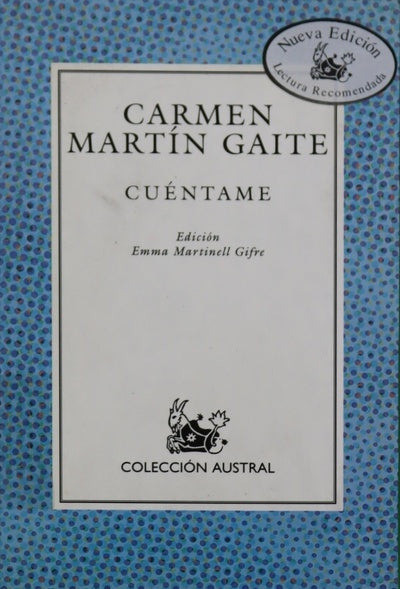 Nueva Edición
Lectura Recomendada
CARMEN
MARTÍN GAITE
CUÉNTAME
Edición
Emma Martinell Gifre
COLECCIÓN AUSTRAL